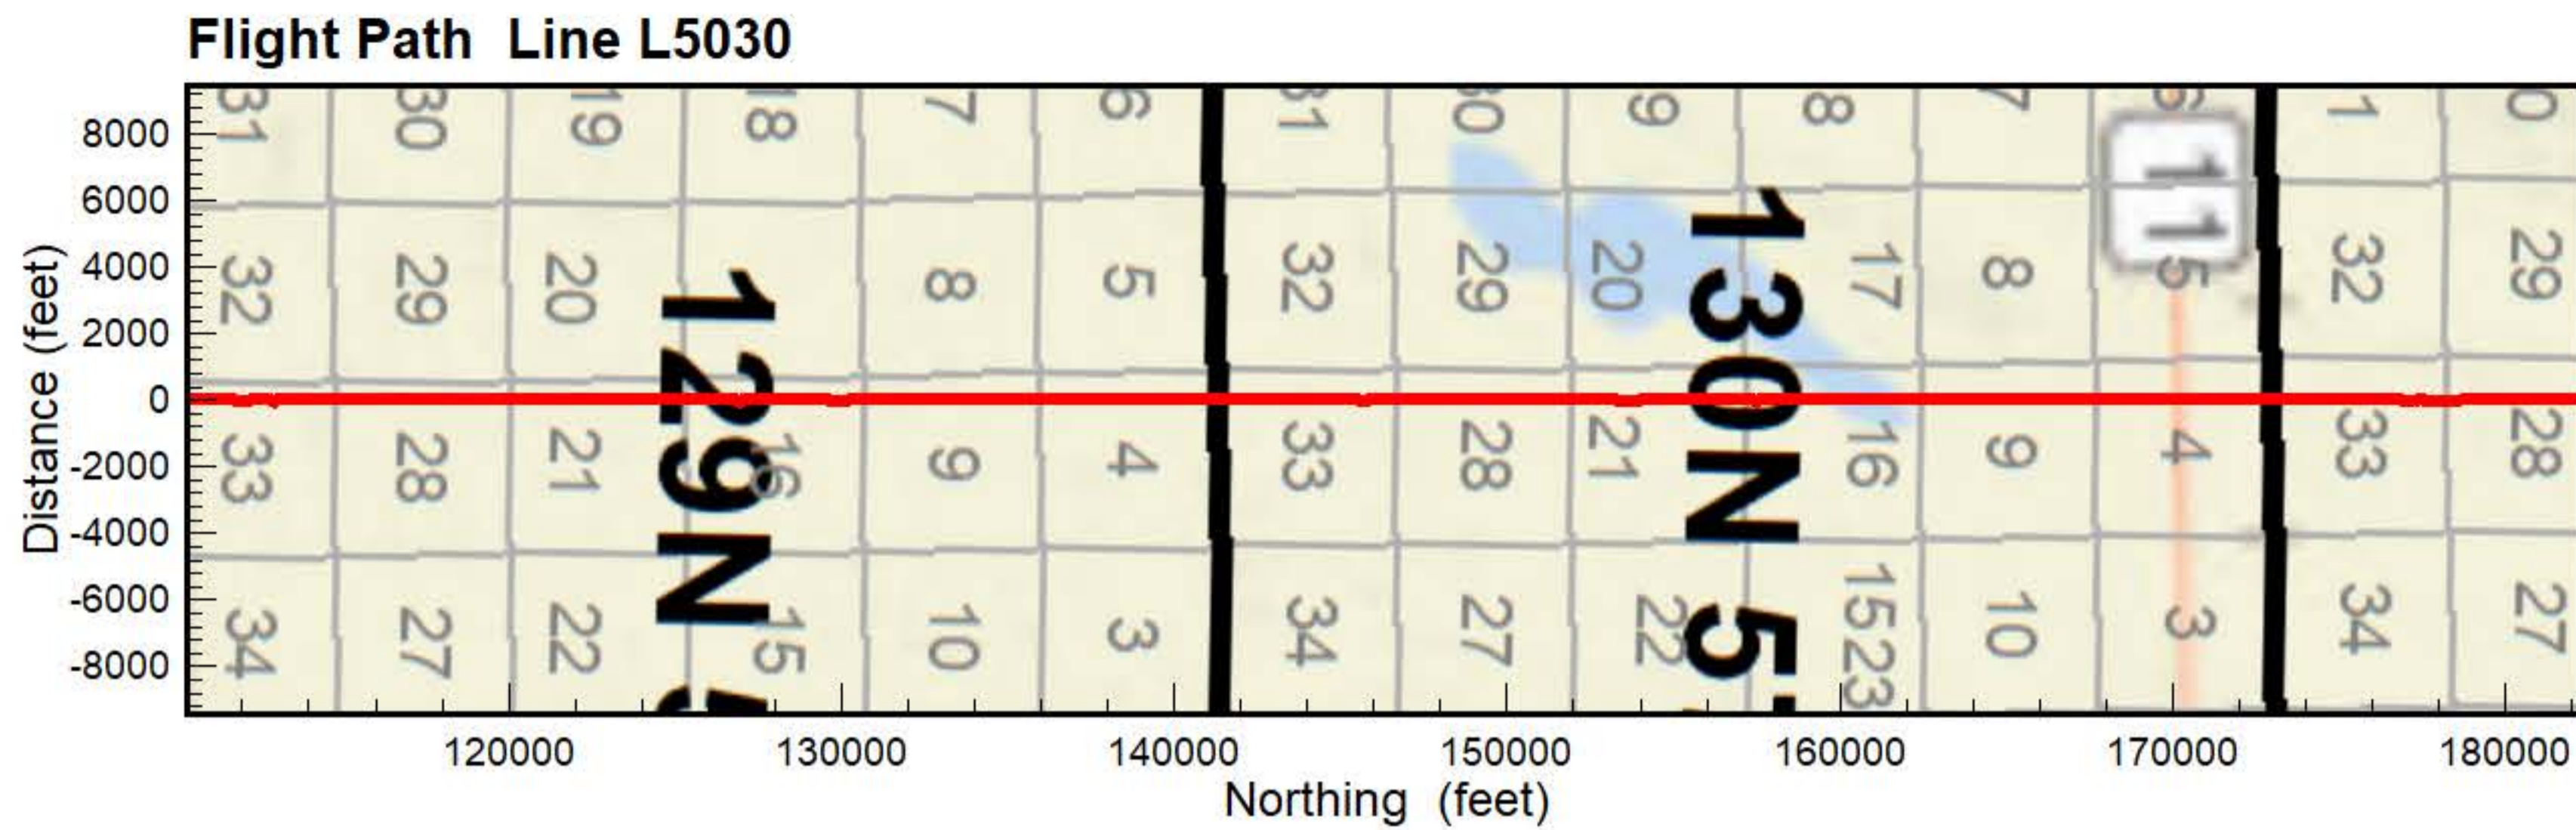 Flight Path Line L5030
31 30 19 18 7 6 31 30 9 8 7 6 1 0
8000
6000
4000
2000
0
-2000
-4000
-6000
-8000
Distance (feet)
11
32 29 20 8 5 32 29 20 17 8 5 32 29
129N
130N
33 28 21 16 9 4 33 28 21 16 9 4 33 28
34 27 22 15 10 3 34 27 22 15 23 10 3 34 27
120000 130000 140000 150000 160000 170000 180000
Northing (feet)